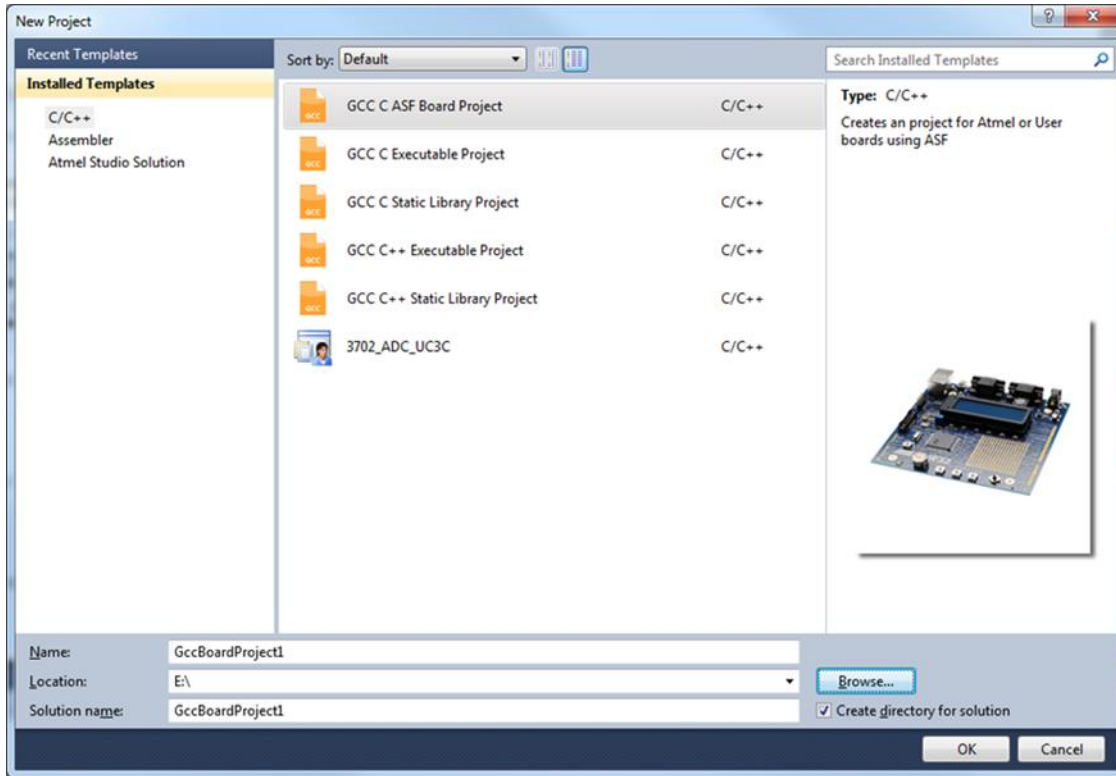 New Project
Recent Templates
Installed Templates
C/C++
Assembler
Atmel Studio Solution
Sort by: Default
GCC C ASF Board Project C/C++
GCC C Executable Project C/C++
GCC C Static Library Project C/C++
GCC C++ Executable Project C/C++
GCC C++ Static Library Project C/C++
3702_ADC_UC3C C/C++
Search Installed Templates
Type: C/C++
Creates an project for Atmel or User
boards using ASF
Name: GccBoardProject1
Location: E:\
Browse...
Solution name: GccBoardProject1
Create directory for solution
OK Cancel